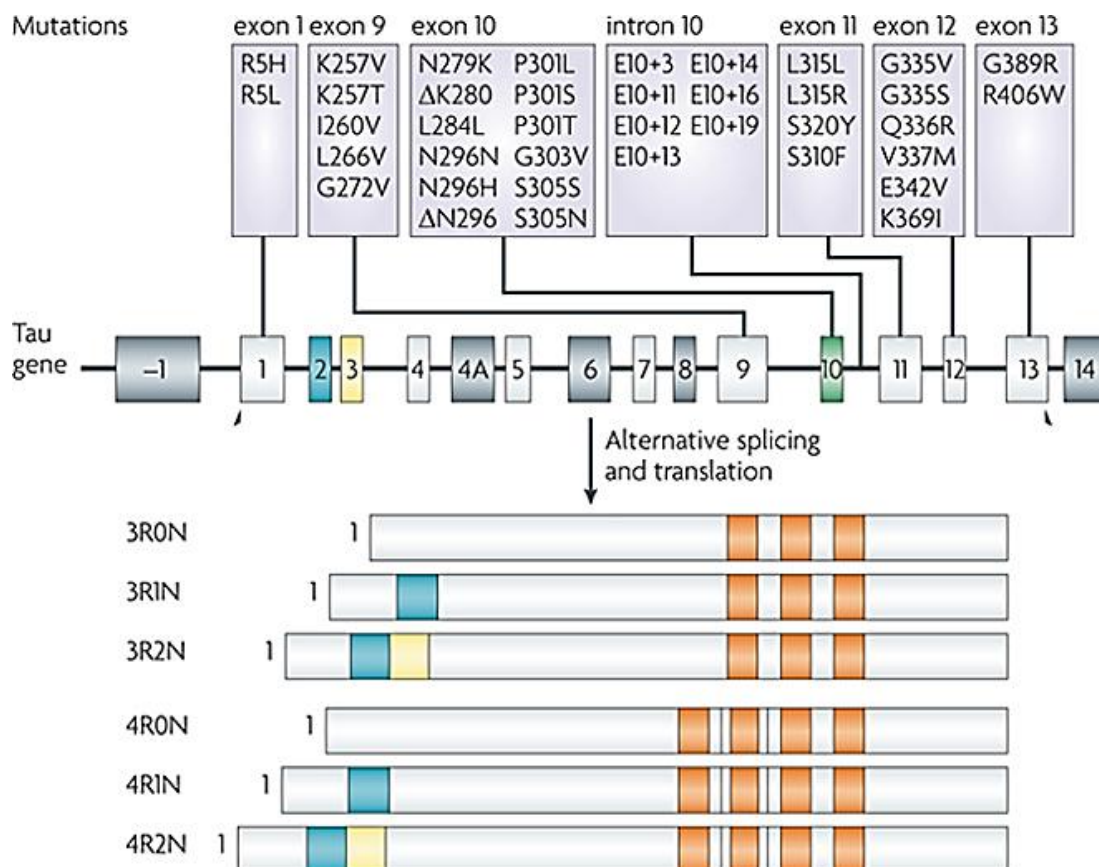 Mutations
exon 1 exon 9 exon 10 intron 10 exon 11 exon 12 exon 13
R5H K257V N279K P301L E10+3 E10+14 L315L G335V G389R
R5L K257T ΔK280 P301S E10+11 E10+16 L315R G335S R406W
I260V L284L P301T E10+12 E10+19 S320Y Q336R
L266V N296N G303V E10+13 S310F V337M
G272V N296H S305S E342V
ΔN296 S305N K369I
Tau
gene
–1 1 2 3 4 4A 5 6 7 8 9 10 11 12 13 14
Alternative splicing
and translation
3R0N 1
3R1N 1
3R2N 1
4R0N 1
4R1N 1
4R2N 1